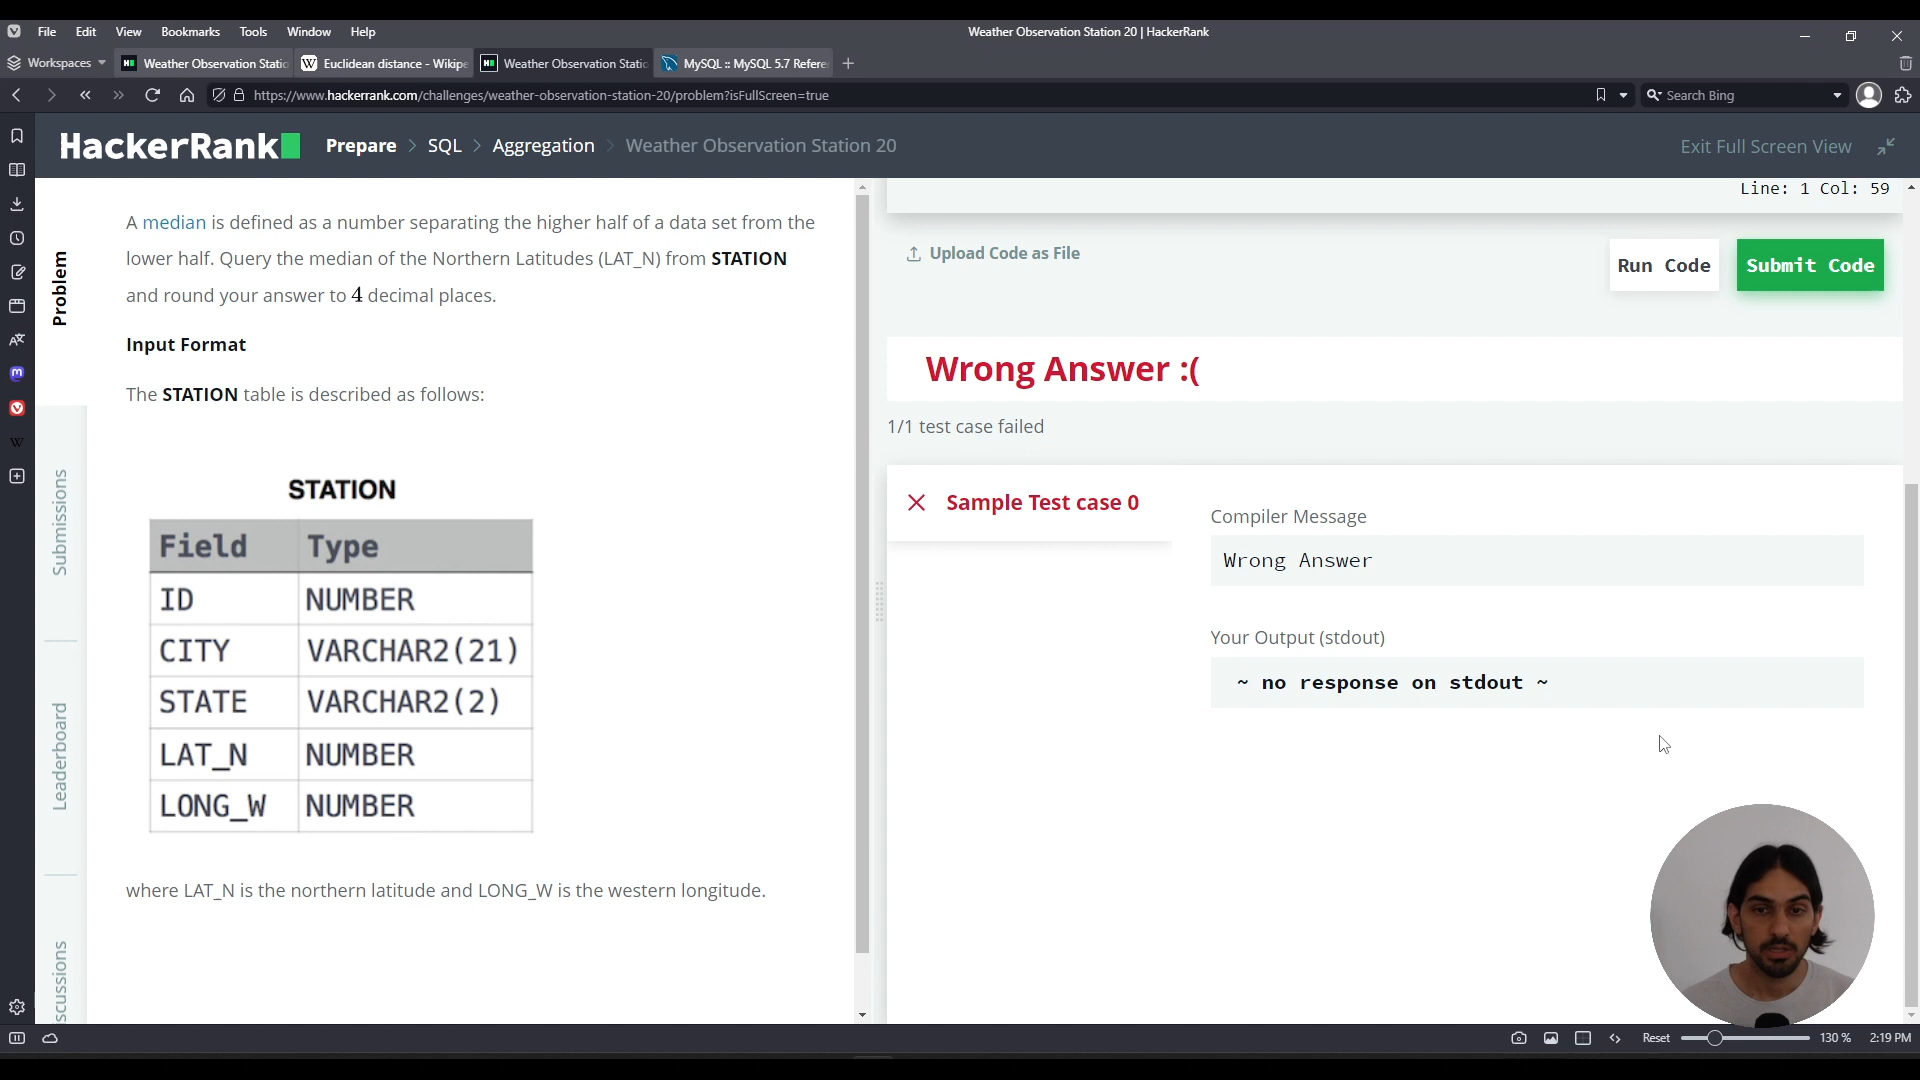 File Edit View Bookmarks Tools Window Help
Weather Observation Station 20 | HackerRank
Workspaces
Weather Observation Static
Euclidean distance - Wikipe
Weather Observation Static
MySQL :: MySQL 5.7 Refere
https://www.hackerrank.com/challenges/weather-observation-station-20/problem?isFullScreen=true
Search Bing
HackerRank
Prepare > SQL > Aggregation > Weather Observation Station 20
Exit Full Screen View
Problem
Submissions
Leaderboard
scussions
A median is defined as a number separating the higher half of a data set from the
lower half. Query the median of the Northern Latitudes (LAT_N) from STATION
and round your answer to 4 decimal places.
Input Format
The STATION table is described as follows:
STATION
Field Type
ID NUMBER
CITY VARCHAR2(21)
STATE VARCHAR2(2)
LAT_N NUMBER
LONG_W NUMBER
where LAT_N is the northern latitude and LONG_W is the western longitude.
Line: 1 Col: 59
Upload Code as File
Run Code
Submit Code
Wrong Answer :(
1/1 test case failed
Sample Test case 0
Compiler Message
Wrong Answer
Your Output (stdout)
~ no response on stdout ~
Reset
130 %
2:19 PM